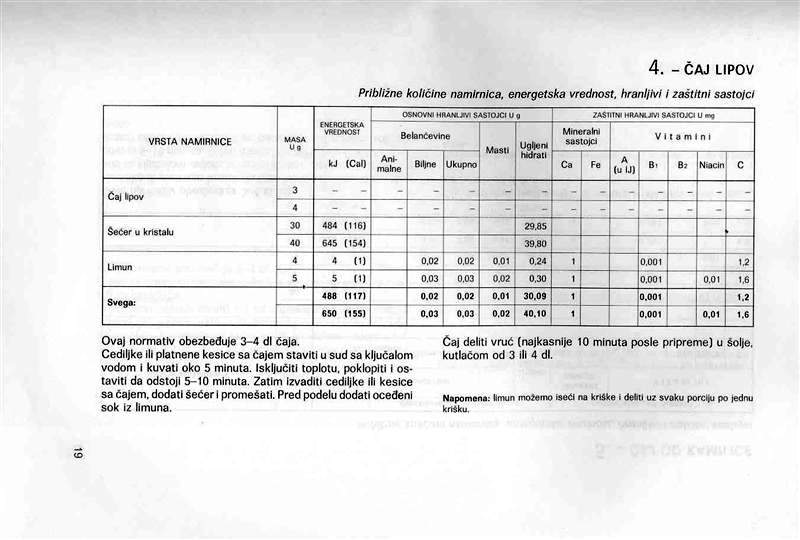 4. – ČAJ LIPOV
Približne količine namirnica, energetska vrednost, hranljivi i zaštitni sastojci
VRSTA NAMIRNICE
MASA
U g
ENERGETSKA
VREDNOST
OSNOVNI HRANLJIVI SASTOJCI U g
ZAŠTITNI HRANLJIVI SASTOJCI U mg
Belančevine
Masti
Ugljeni
hidrati
Mineralni
sastojci
Vitamini
kJ (Cal)
Ani-
malne
Biljne
Ukupno
Ca
Fe
A
(u IJ)
B1
B2
Niacin
C
Čaj lipov
3 – – – – – – – – – – – – – –
4 – – – – – – – – – – – – – –
Šećer u kristalu
30 484 (116) 29,85
40 645 (154) 39,80
Limun
4 4 (1) 0,02 0,02 0,01 0,24 1 0,001 1,2
5 5 (1) 0,03 0,03 0,02 0,30 1 0,001 0,01 1,6
Svega:
488 (117) 0,02 0,02 0,01 30,09 1 0,001 1,2
650 (155) 0,03 0,03 0,02 40,10 1 0,001 0,01 1,6
Ovaj normativ obezbeđuje 3–4 dl čaja.
Cediljke ili platnene kesice sa čajem staviti u sud sa ključalom
vodom i kuvati oko 5 minuta. Isključiti toplotu, poklopiti i os-
taviti da odstoji 5–10 minuta. Zatim izvaditi cediljke ili kesice
sa čajem, dodati šećer i promešati. Pred podelu dodati oceđeni
sok iz limuna.
Čaj deliti vruć (najkasnije 10 minuta posle pripreme) u šolje,
kutlačom od 3 ili 4 dl.
Napomena: limun možemo iseći na kriške i deliti uz svaku porciju po jednu
krišku.
19